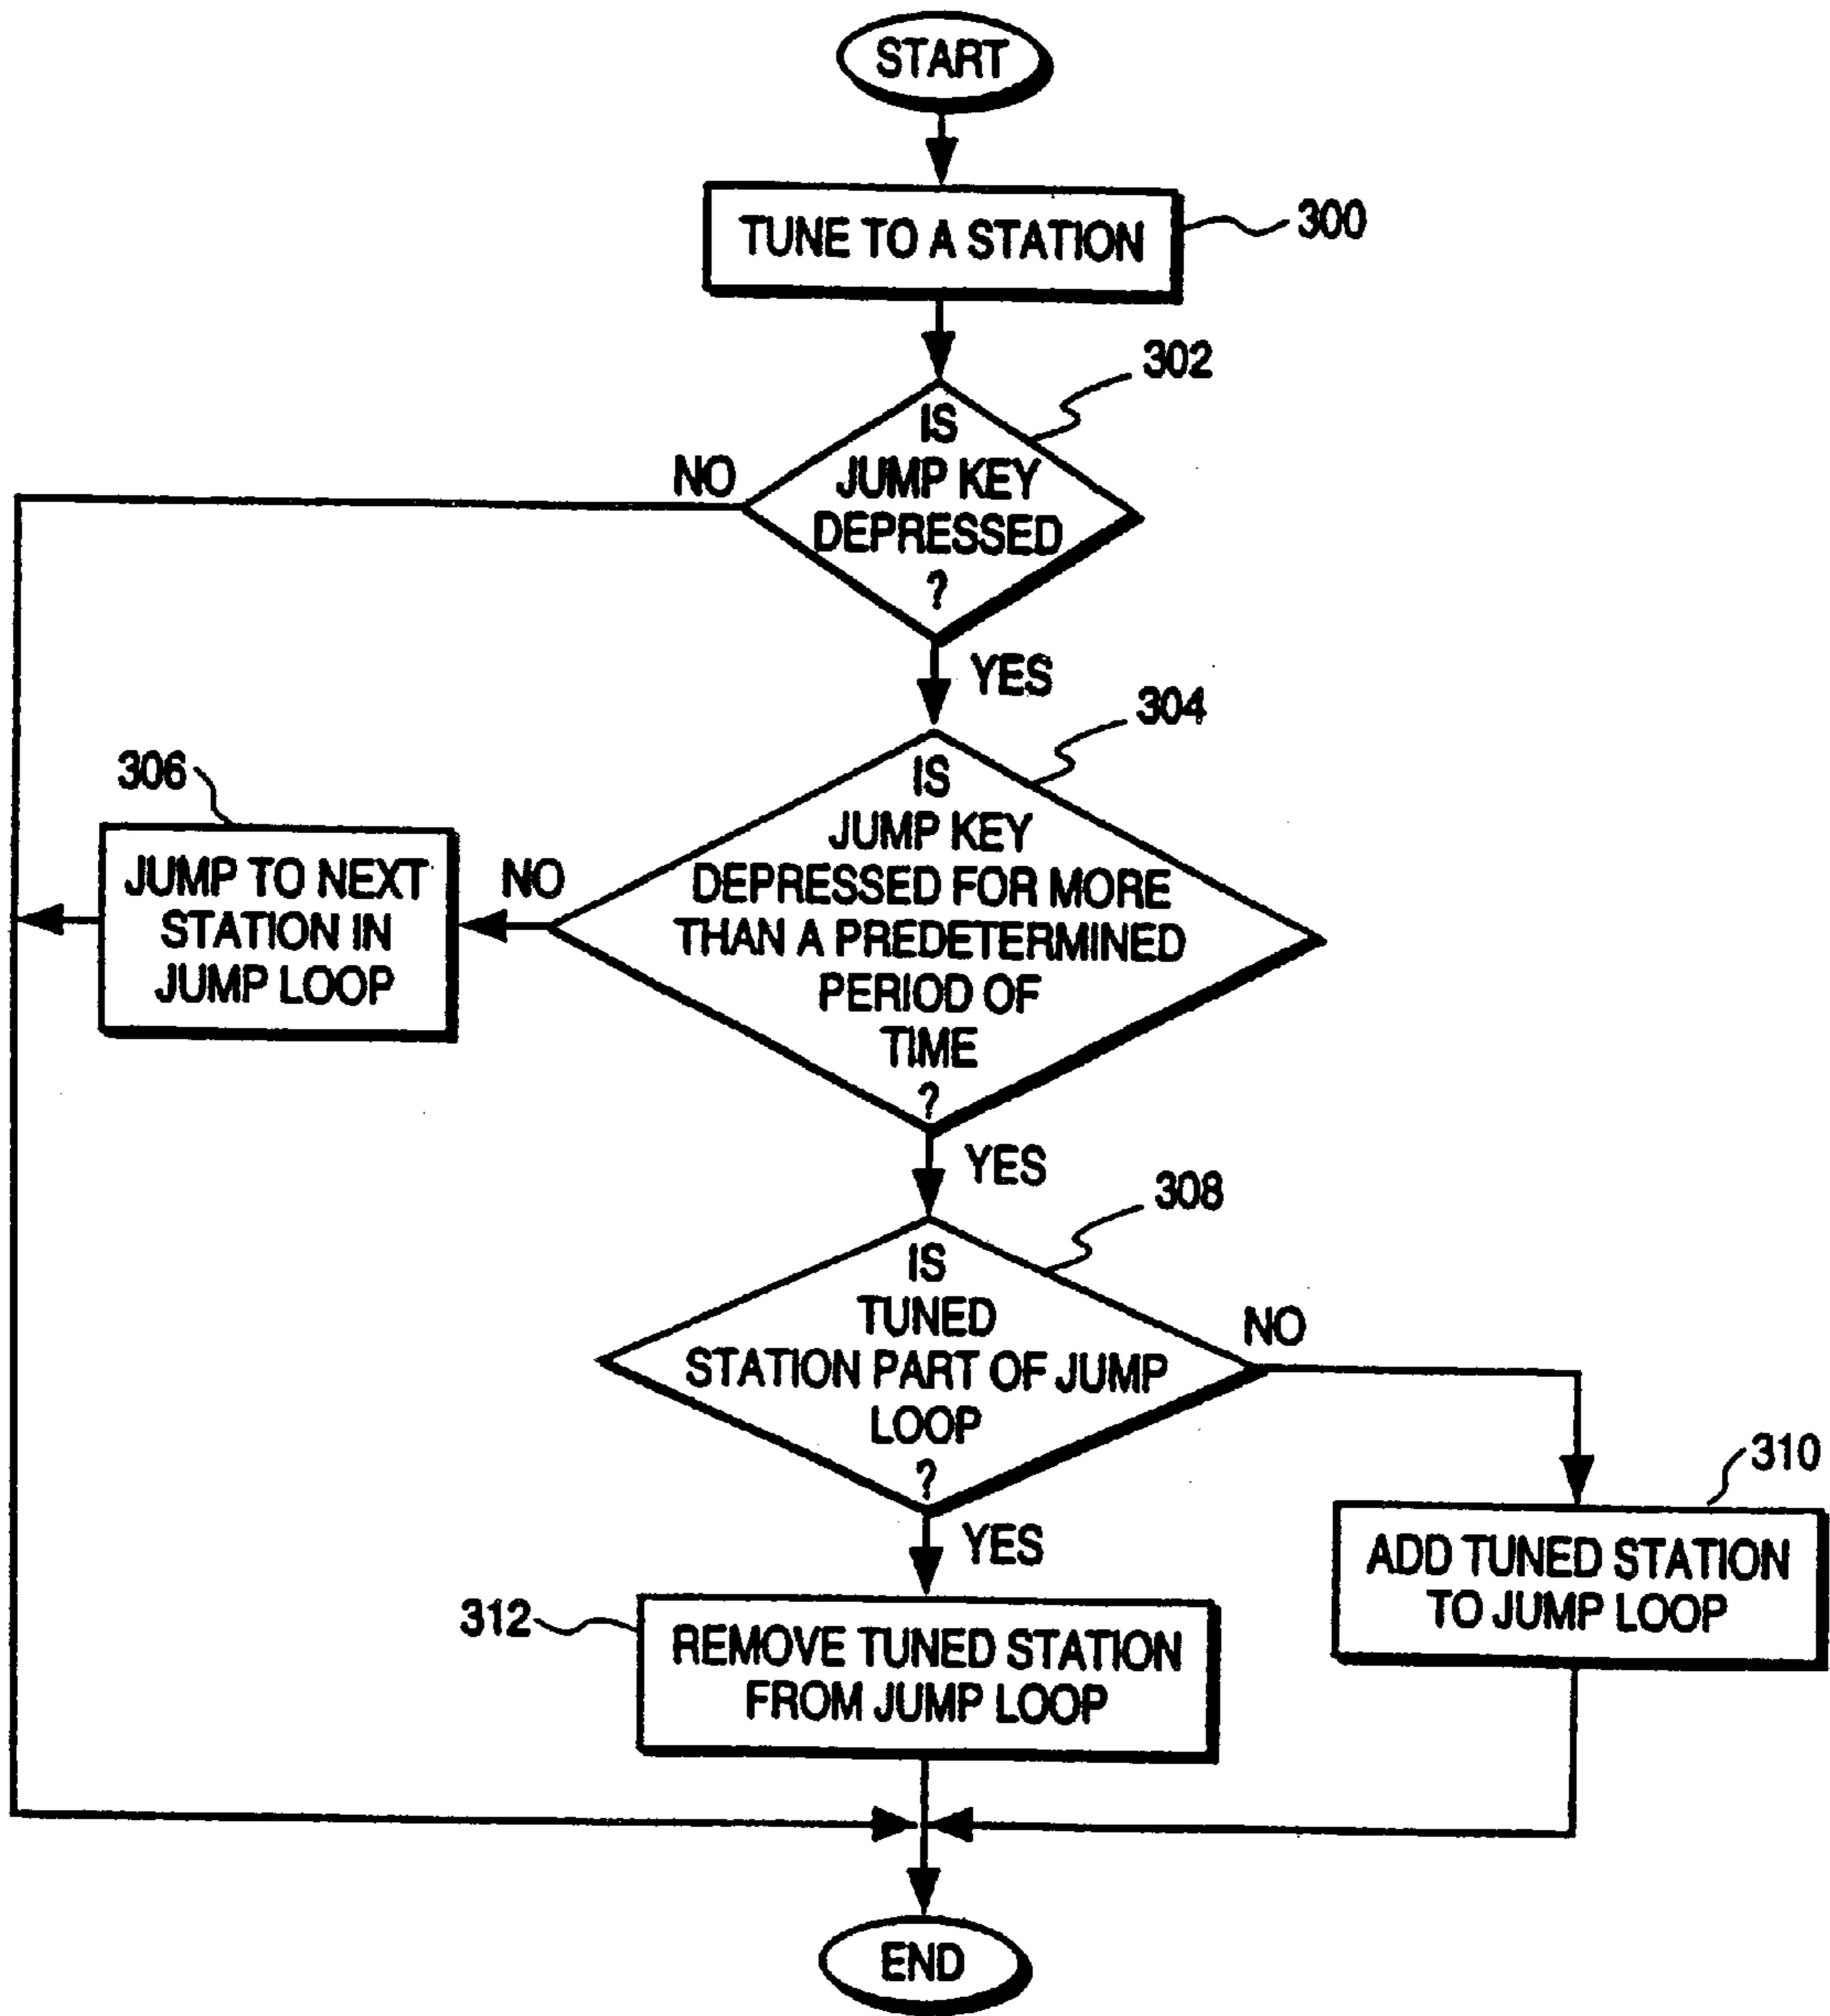 START
TUNE TO A STATION
300
302
IS
JUMP KEY
DEPRESSED
?
NO
YES
304
IS
JUMP KEY
DEPRESSED FOR MORE
THAN A PREDETERMINED
PERIOD OF
TIME
?
NO
306
JUMP TO NEXT
STATION IN
JUMP LOOP
YES
308
IS
TUNED
STATION PART OF JUMP
LOOP
?
NO
310
ADD TUNED STATION
TO JUMP LOOP
YES
312
REMOVE TUNED STATION
FROM JUMP LOOP
END